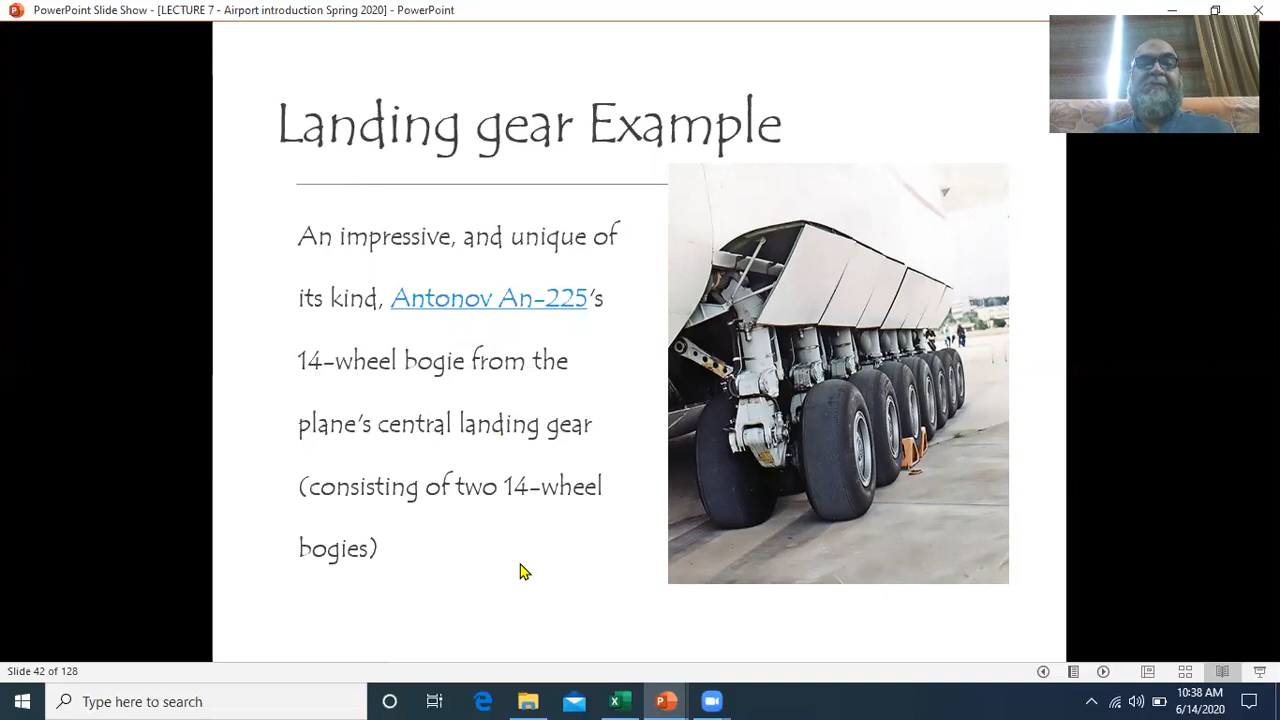 PowerPoint Slide Show - [LECTURE 7 - Airport introduction Spring 2020] - PowerPoint
Landing gear Example
An impressive, and unique of
its kind, Antonov An-225's
14-wheel bogie from the
plane's central landing gear
(consisting of two 14-wheel
bogies)
Slide 42 of 128
Type here to search
10:38 AM
6/14/2020